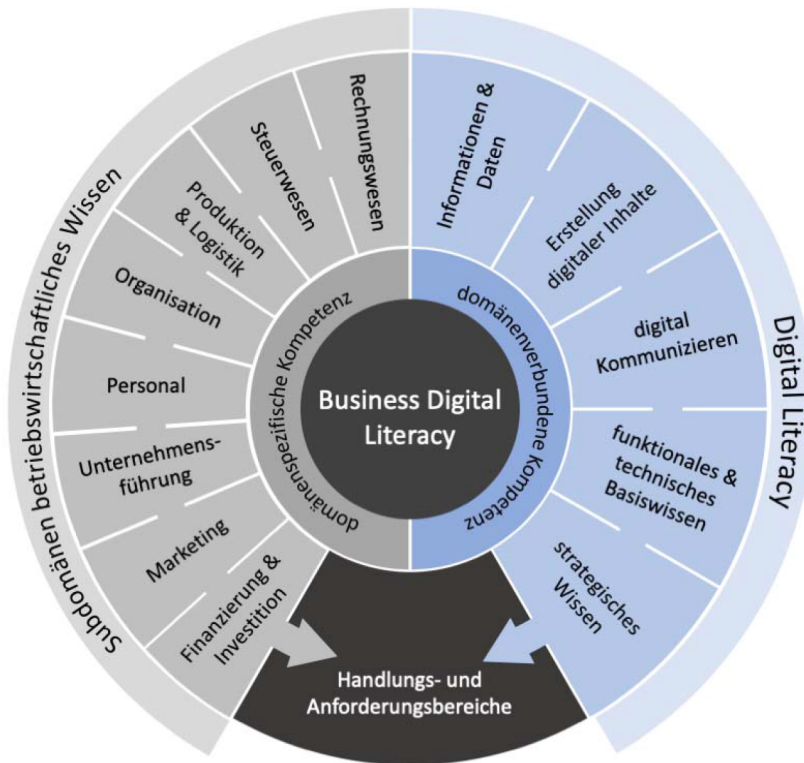 Subdomänen betriebswirtschaftliches Wissen
Rechnungswesen
Steuerwesen
Produktion
& Logistik
Organisation
Personal
Unternehmens-
führung
Marketing
Finanzierung &
Investition
domänenspezifische Kompetenz
Business Digital
Literacy
domänenverbundene Kompetenz
Informationen &
Daten
Erstellung
digitaler Inhalte
digital
Kommunizieren
funktionales &
technisches
Basiswissen
strategisches
Wissen
Digital Literacy
Handlungs- und
Anforderungsbereiche